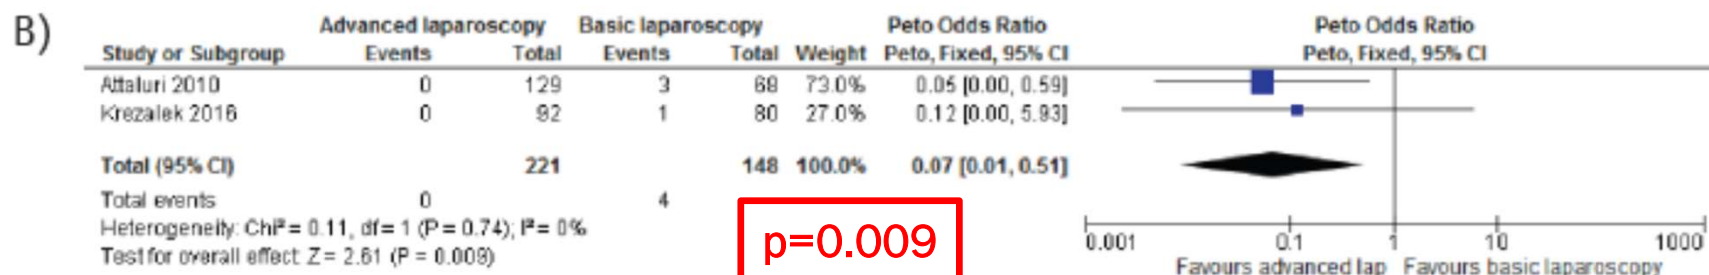 B)
Advanced laparoscopy Basic laparoscopy Peto Odds Ratio Peto Odds Ratio
Study or Subgroup Events Total Events Total Weight Peto, Fixed, 95% CI Peto, Fixed, 95% CI
Attaluri 2010 0 129 3 68 73.0% 0.05 [0.00, 0.59]
Krezalek 2016 0 92 1 80 27.0% 0.12 [0.00, 5.93]
Total (95% CI) 221 148 100.0% 0.07 [0.01, 0.51]
Total events 0 4
Heterogeneity: Chi² = 0.11, df = 1 (P = 0.74); I² = 0%
Test for overall effect: Z = 2.61 (P = 0.009)
p=0.009
0.001 0.1 1 10 1000
Favours advanced lap Favours basic laparoscopy